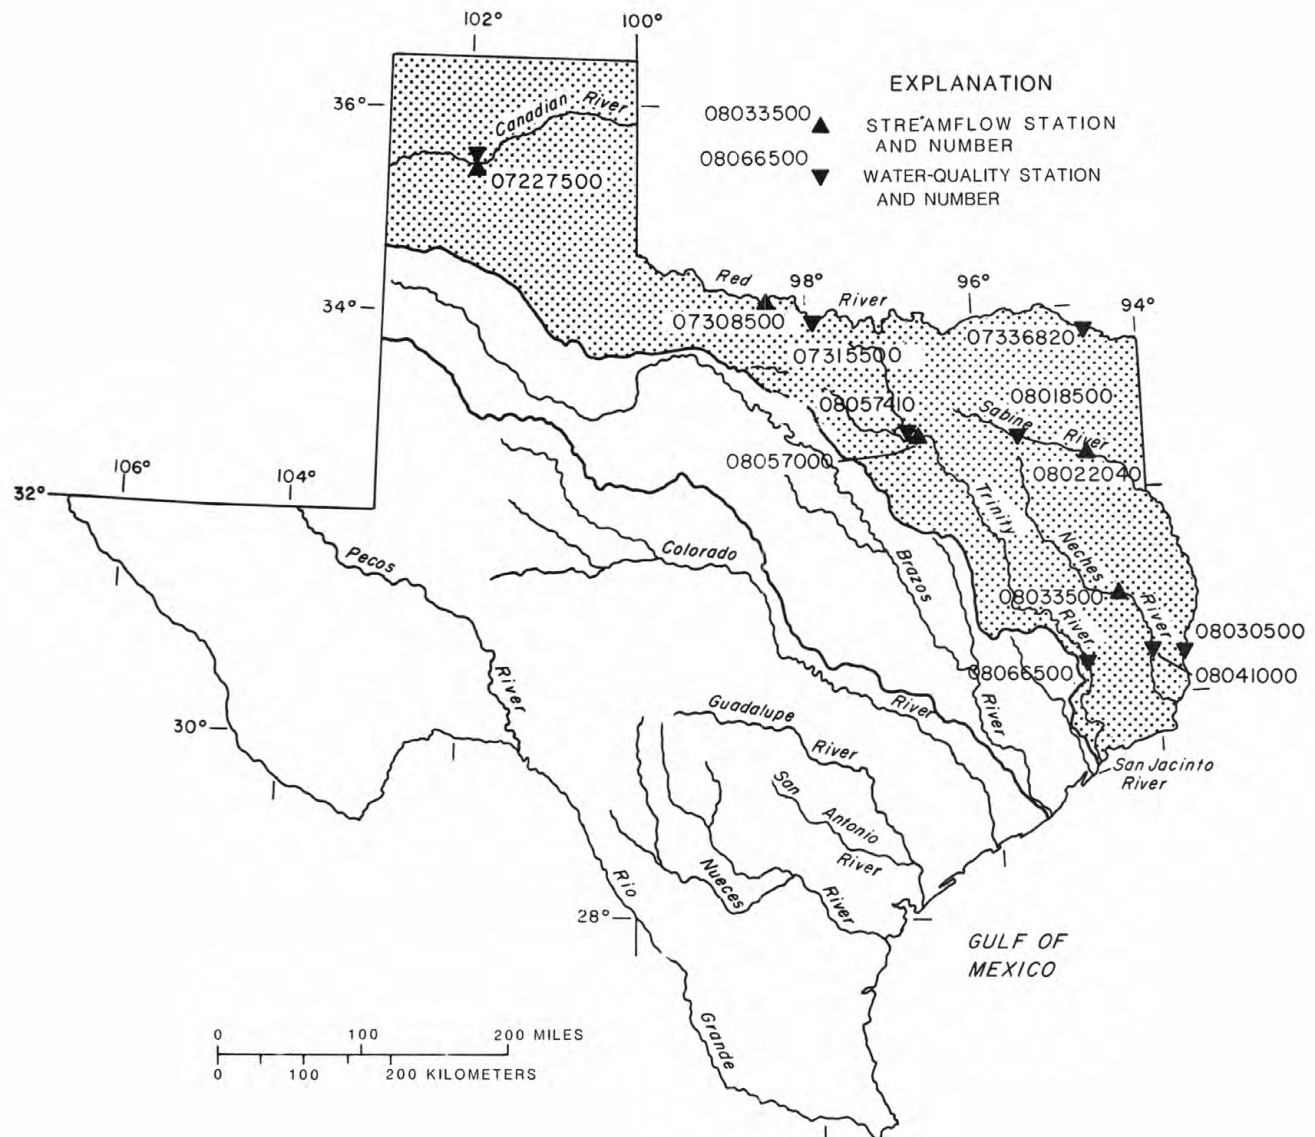 102° 100°
EXPLANATION
36°
Canadian River
08033500
STREAMFLOW STATION
AND NUMBER
08066500
WATER-QUALITY STATION
AND NUMBER
07227500
Red River
98°
96°
94°
34°
07308500
07315500
07336820
08018500
08057410
Sabine River
08057000
08022040
106°
104°
32°
Trinity River
Pecos River
Colorado River
Brazos River
Neches River
08033500
08030500
08066500
08041000
Guadalupe River
30°
San Jacinto
River
San Antonio River
Nueces River
Rio Grande
28°
GULF OF
MEXICO
0 100 200 MILES
0 100 200 KILOMETERS